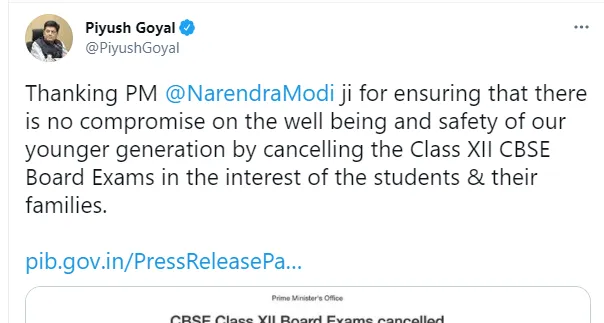 Piyush Goyal
@PiyushGoyal
Thanking PM @NarendraModi ji for ensuring that there
is no compromise on the well being and safety of our
younger generation by cancelling the Class XII CBSE
Board Exams in the interest of the students & their
families.
pib.gov.in/PressReleasePa...
Prime Minister's Office
CBSE Class XII Board Exams cancelled